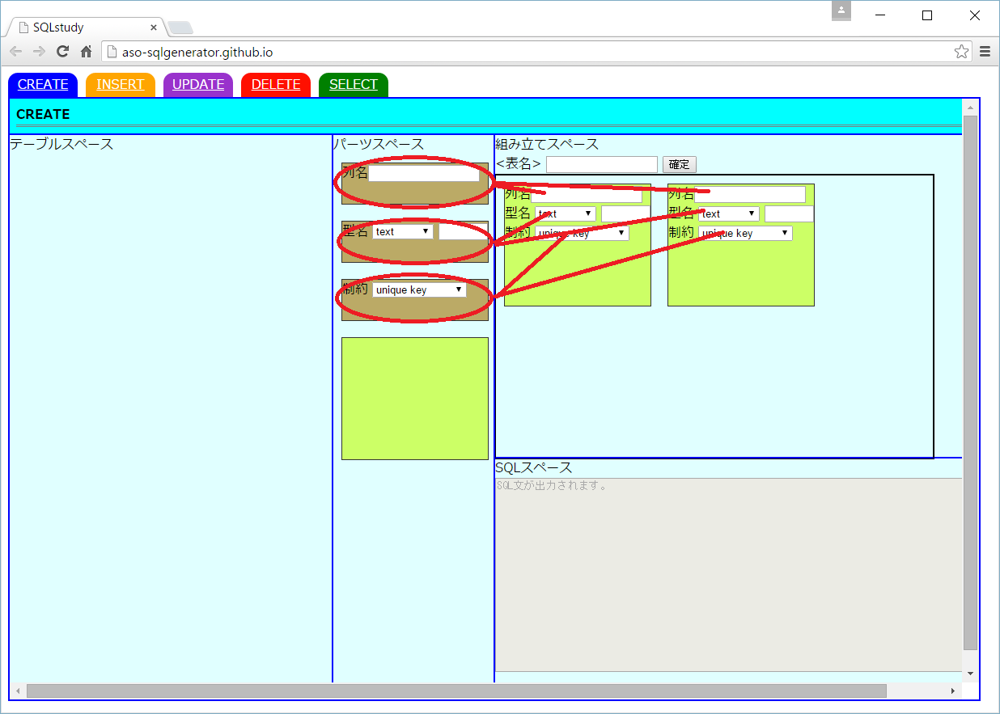 SQLstudy
aso-sqlgenerator.github.io
CREATE INSERT UPDATE DELETE SELECT
CREATE
テーブルスペース
パーツスペース
列名
型名 text
制約 unique key
組み立てスペース
<表名> 確定
列名
型名 text
制約 unique key
列名
型名 text
制約 unique key
SQLスペース
SQL文が出力されます。